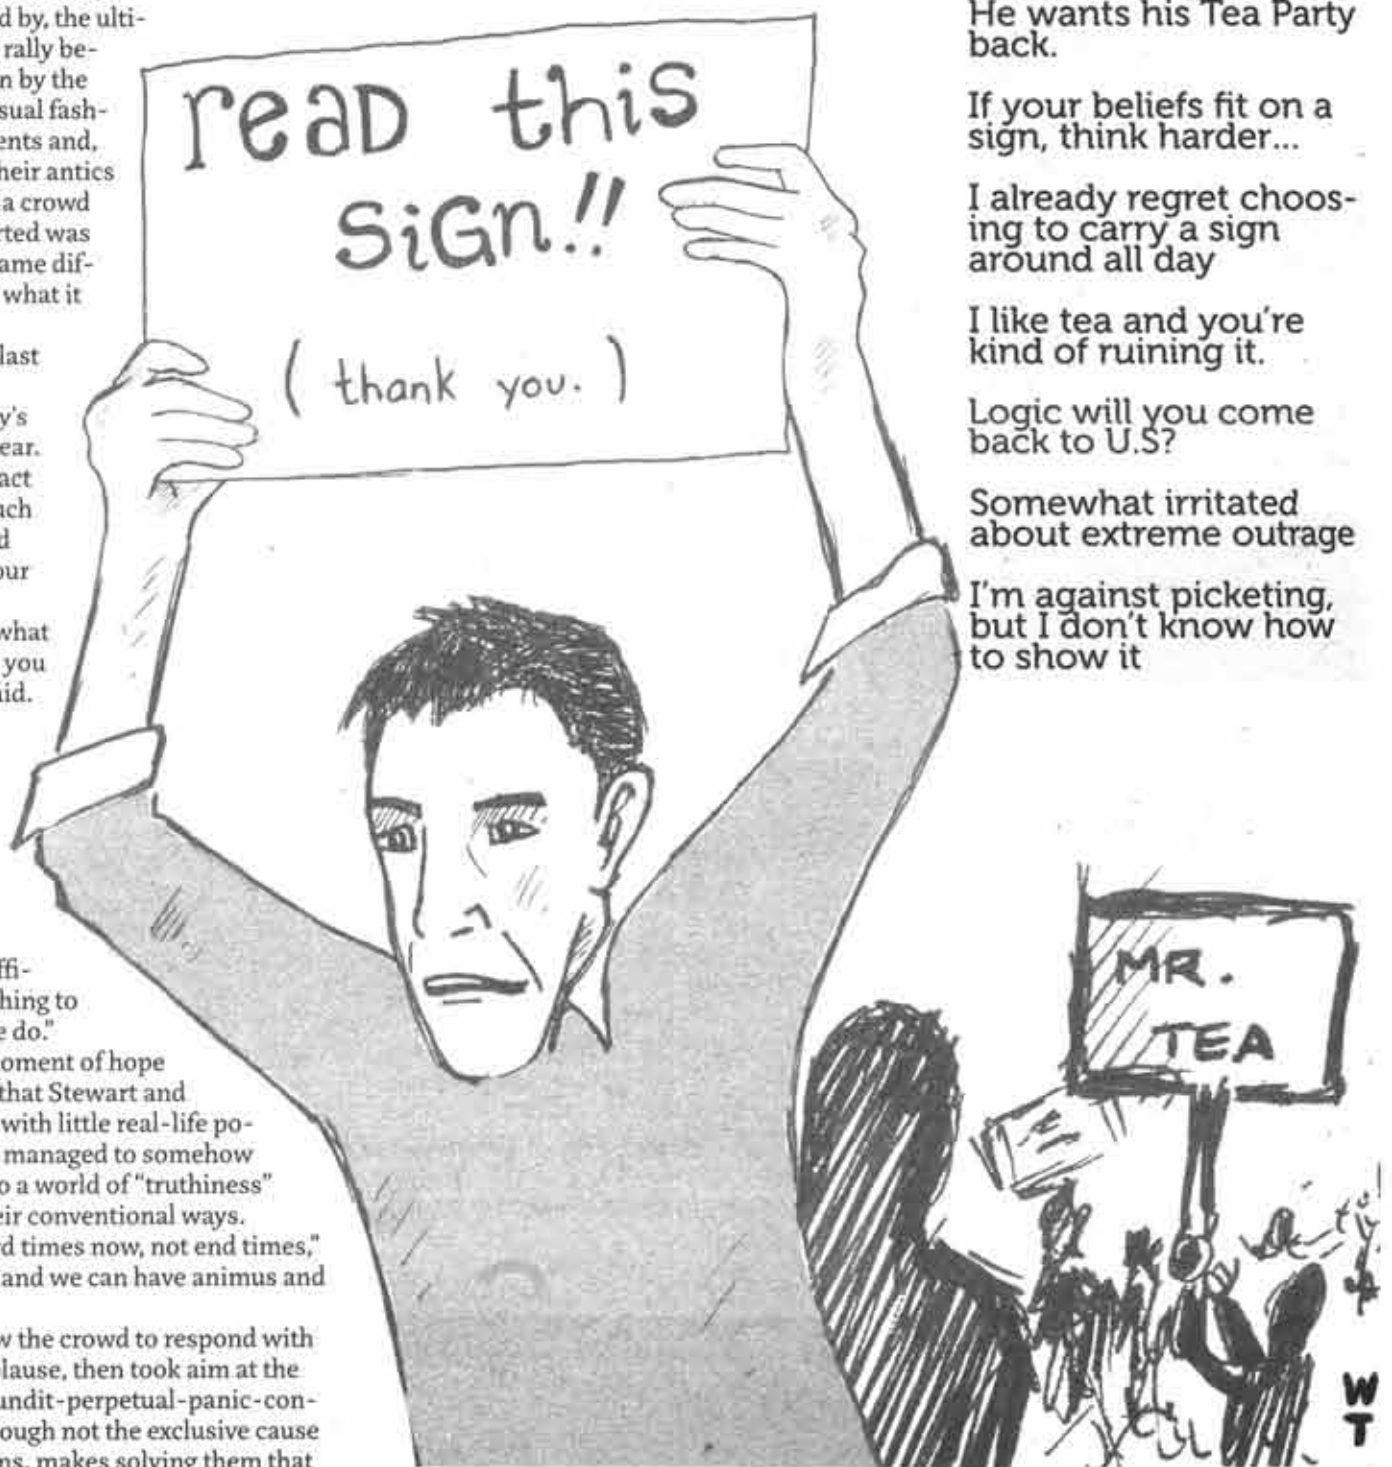 d by, the ulti-
rally be-
n by the
sual fash-
ents and,
heir antics
a crowd
rted was
ame dif-
what it
last
y's
ear.
act
uch
d
our
what
you
aid.
ffi-
hing to
e do."
oment of hope
that Stewart and
with little real-life po-
managed to somehow
o a world of "truthiness"
eir conventional ways.
d times now, not end times,"
and we can have animus and
w the crowd to respond with
plause, then took aim at the
undit-perpetual-panic-con-
ough not the exclusive cause
ns, makes solving them that
read this
sign!!
(thank you.)
He wants his Tea Party
back.
If your beliefs fit on a
sign, think harder...
I already regret choos-
ing to carry a sign
around all day
I like tea and you're
kind of ruining it.
Logic will you come
back to U.S?
Somewhat irritated
about extreme outrage
I'm against picketing,
but I don't know how
to show it
MR.
TEA
W
T